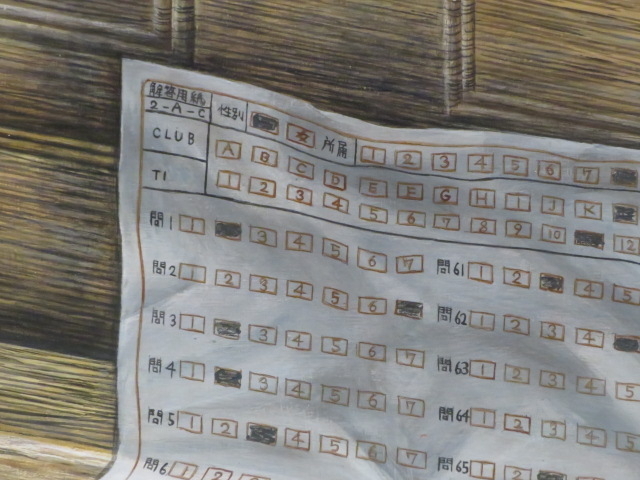 解答用紙
2-A-C
性別 女 所属 1 2 3 4 5 6 7
CLUB A B C D E F G H I J K
T1 1 2 3 4 5 6 7 8 9 10 12
問1 1 3 4 5 6 7
問61 1 2 4 5
問2 1 2 3 4 5 6
問62 1 2 3 4
問3 1 3 4 5 6 7
問63 1 2 3 4 5
問4 1 3 4 5 6 7
問64 1 2 3 4 5
問5 1 2 4 5 6 7
問65 1 2
問6 1 2 3